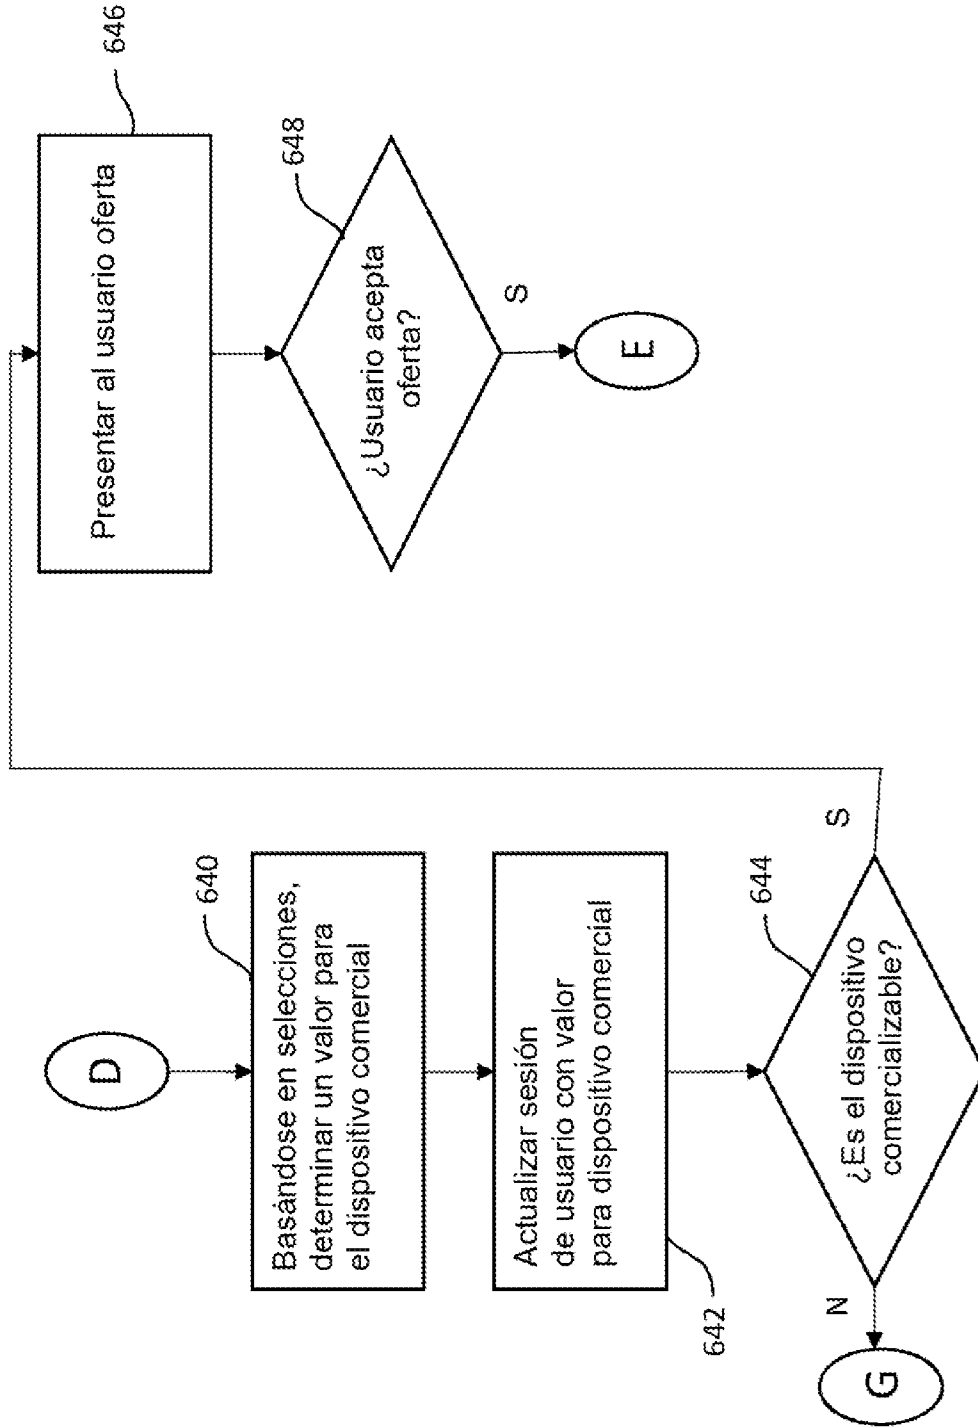 D
640
Basándose en selecciones,
determinar un valor para
el dispositivo comercial
642
Actualizar sesión
de usuario con valor
para dispositivo comercial
644
¿Es el dispositivo
comercializable?
N
G
S
646
Presentar al usuario oferta
648
¿Usuario acepta
oferta?
S
E